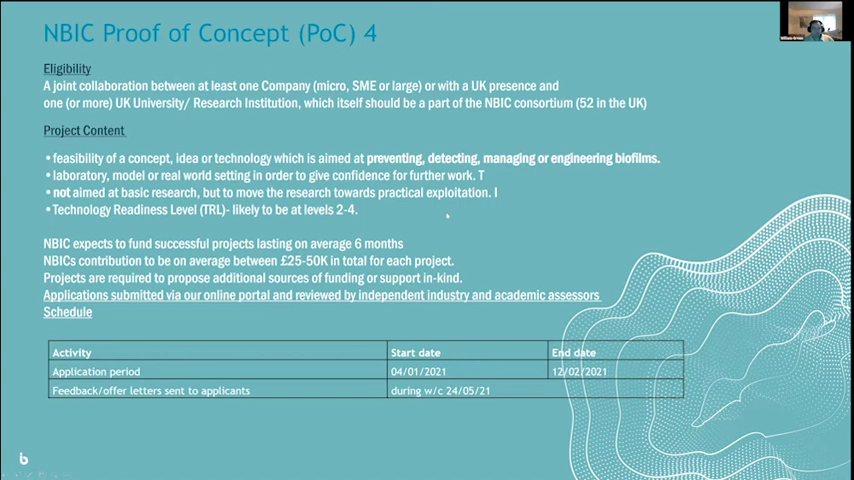 NBIC Proof of Concept (PoC) 4
Eligibility
A joint collaboration between at least one Company (micro, SME or large) or with a UK presence and
one (or more) UK University/ Research Institution, which itself should be a part of the NBIC consortium (52 in the UK)
Project Content
•feasibility of a concept, idea or technology which is aimed at preventing, detecting, managing or engineering biofilms.
•laboratory, model or real world setting in order to give confidence for further work. T
•not aimed at basic research, but to move the research towards practical exploitation. I
•Technology Readiness Level (TRL)- likely to be at levels 2-4.
NBIC expects to fund successful projects lasting on average 6 months
NBICs contribution to be on average between £25-50K in total for each project.
Projects are required to propose additional sources of funding or support in-kind.
Applications submitted via our online portal and reviewed by independent industry and academic assessors
Schedule
Activity Start date End date
Application period 04/01/2021 12/02/2021
Feedback/offer letters sent to applicants during w/c 24/05/21
b